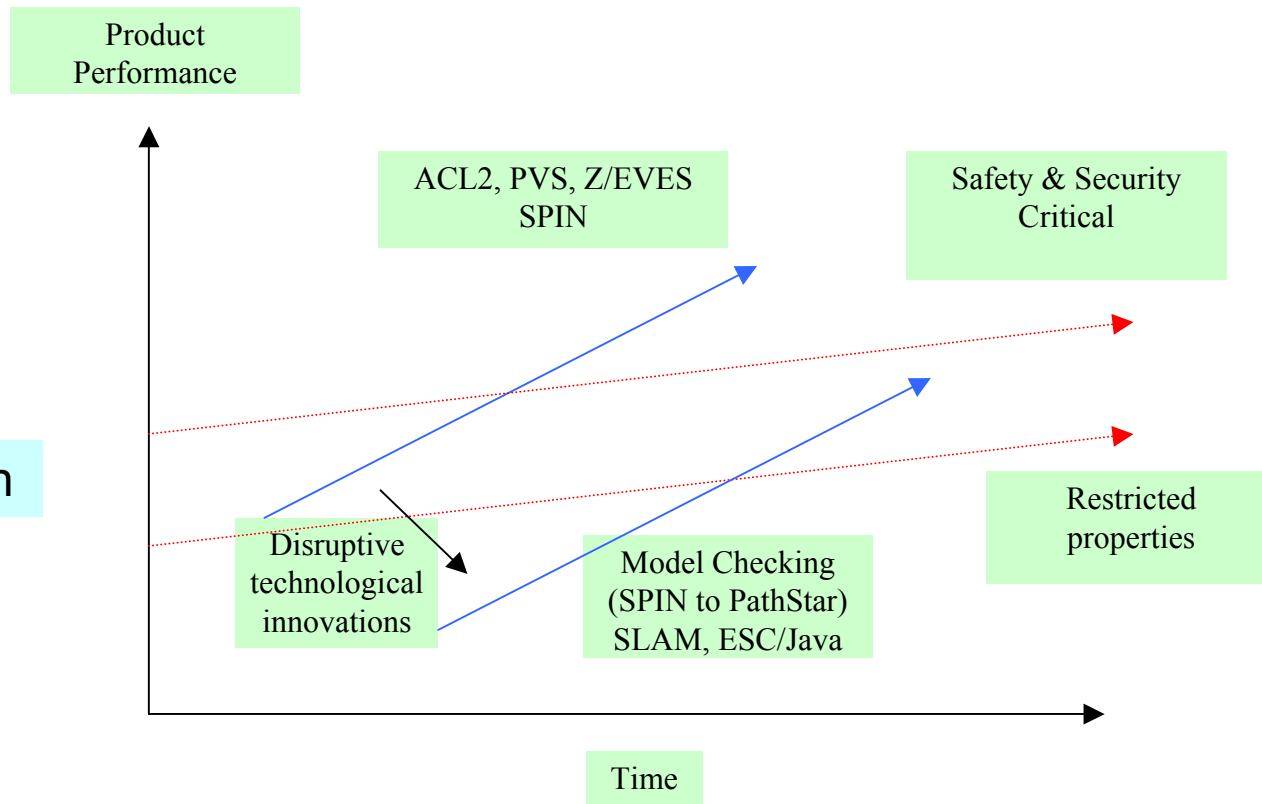 Product
Performance
ACL2, PVS, Z/EVES
SPIN
Safety & Security
Critical
Restricted
properties
Disruptive
technological
innovations
Model Checking
(SPIN to PathStar)
SLAM, ESC/Java
Time